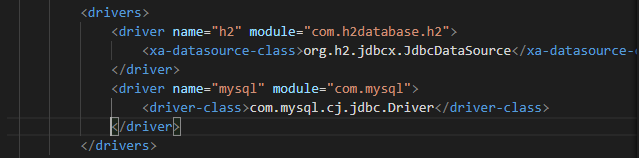 <drivers>
<driver name="h2" module="com.h2database.h2">
<xa-datasource-class>org.h2.jdbcx.JdbcDataSource</xa-datasource-
</driver>
<driver name="mysql" module="com.mysql">
<driver-class>com.mysql.cj.jdbc.Driver</driver-class>
</driver>
</drivers>